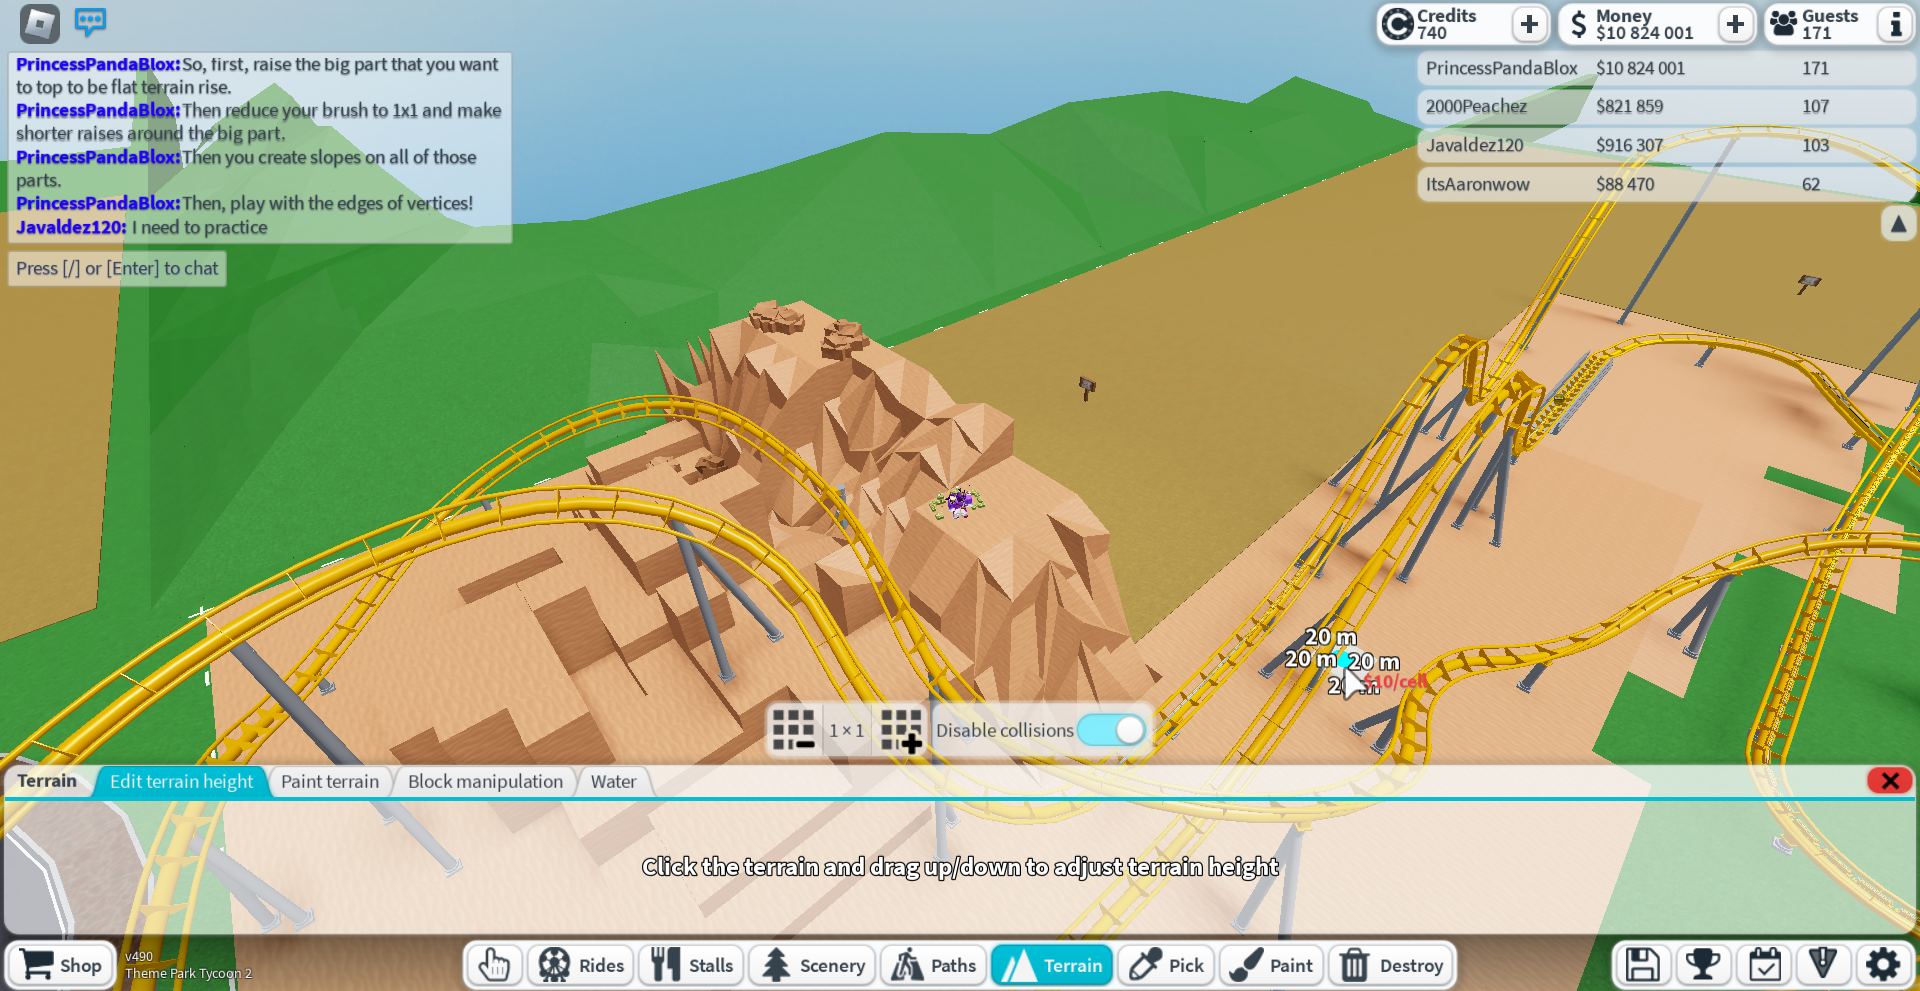 PrincessPandaBlox:So, first, raise the big part that you want
to top to be flat terrain rise.
PrincessPandaBlox:Then reduce your brush to 1x1 and make
shorter raises around the big part.
PrincessPandaBlox:Then you create slopes on all of those
parts.
PrincessPandaBlox:Then, play with the edges of vertices!
Javaldez120: I need to practice
Press [/] or [Enter] to chat
Credits
740
Money
$10 824 001
Guests
171
PrincessPandaBlox $10 824 001 171
2000Peachez $821 859 107
Javaldez120 $916 307 103
ItsAaronwow $88 470 62
20 m
20 m 20 m
$10/cell
1 × 1
Disable collisions
Terrain Edit terrain height Paint terrain Block manipulation Water
Click the terrain and drag up/down to adjust terrain height
Shop
v490
Theme Park Tycoon 2
Rides Stalls Scenery Paths Terrain Pick Paint Destroy